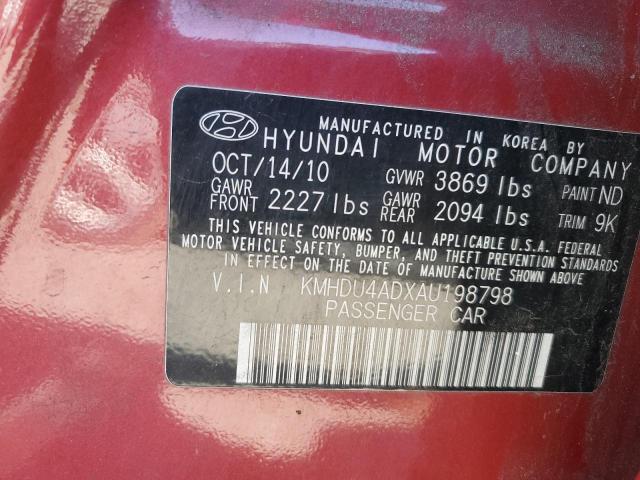 MANUFACTURED IN KOREA BY
HYUNDAI MOTOR COMPANY
OCT/14/10 GVWR 3869 lbs PAINT ND
GAWR FRONT 2227 lbs GAWR REAR 2094 lbs TRIM 9K
THIS VEHICLE CONFORMS TO ALL APPLICABLE U.S.A. FEDERAL
MOTOR VEHICLE SAFETY, BUMPER, AND THEFT PREVENTION STANDARDS
IN EFFECT ON THE DATE OF MANUFACTURE SHOWN ABOVE.
V.I.N KMHDU4ADXAU198798
PASSENGER CAR